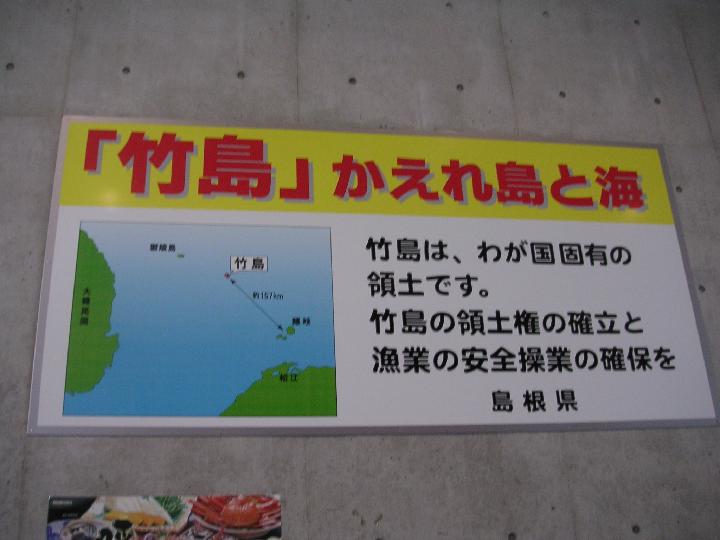 「竹島」かえれ島と海
鬱陵島
竹島
約157km
大韓民国
隠岐
松江
竹島は、わが国固有の
領土です。
竹島の領土権の確立と
漁業の安全操業の確保を
島根県